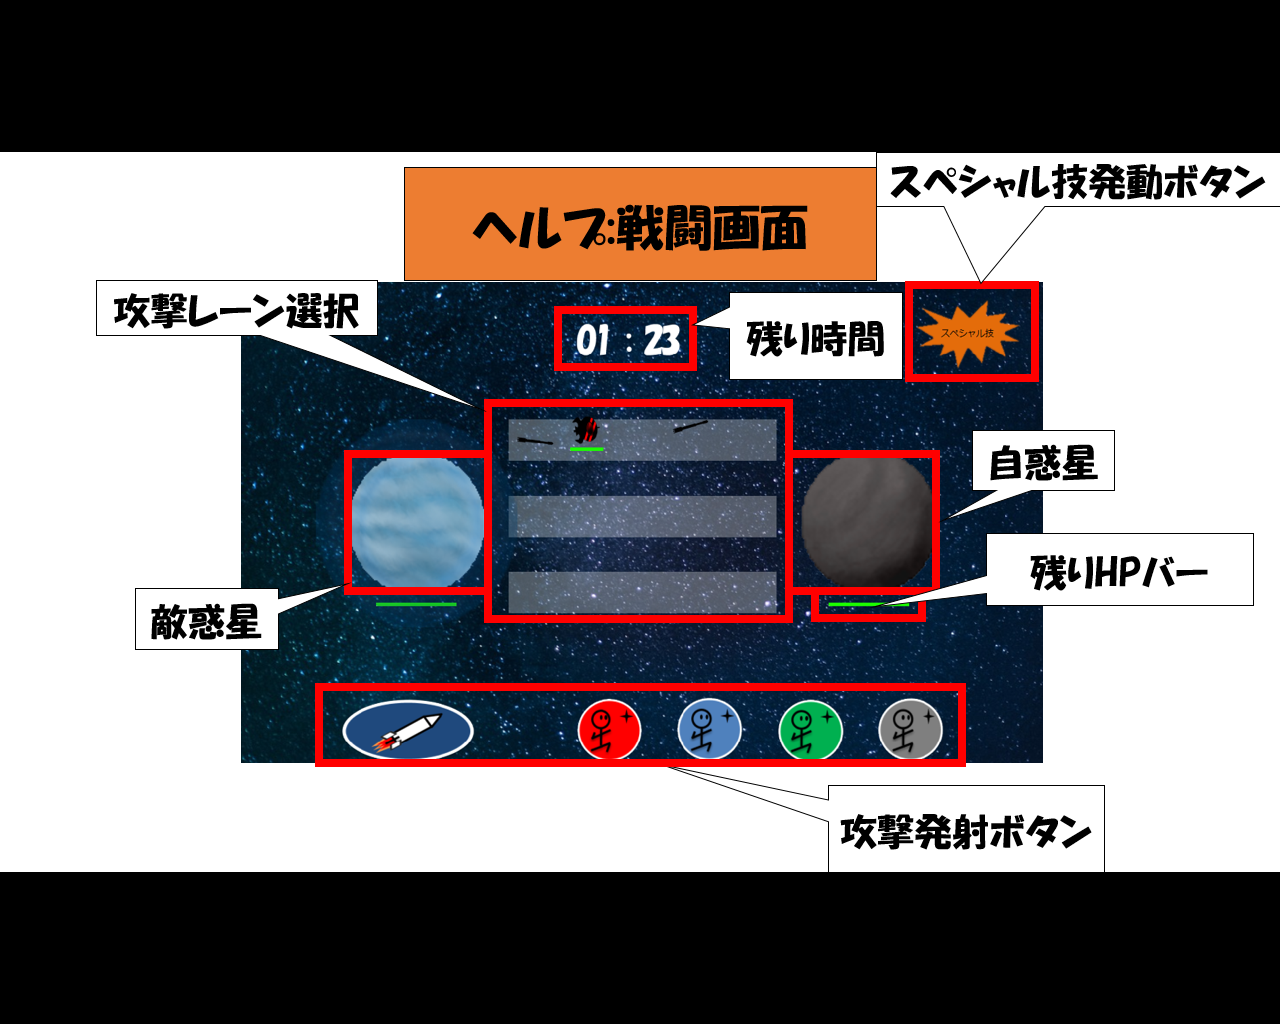 スペシャル技発動ボタン
ヘルプ:戦闘画面
攻撃レーン選択
01 : 23
残り時間
スペシャル技
自惑星
残りHPバー
敵惑星
攻撃発射ボタン